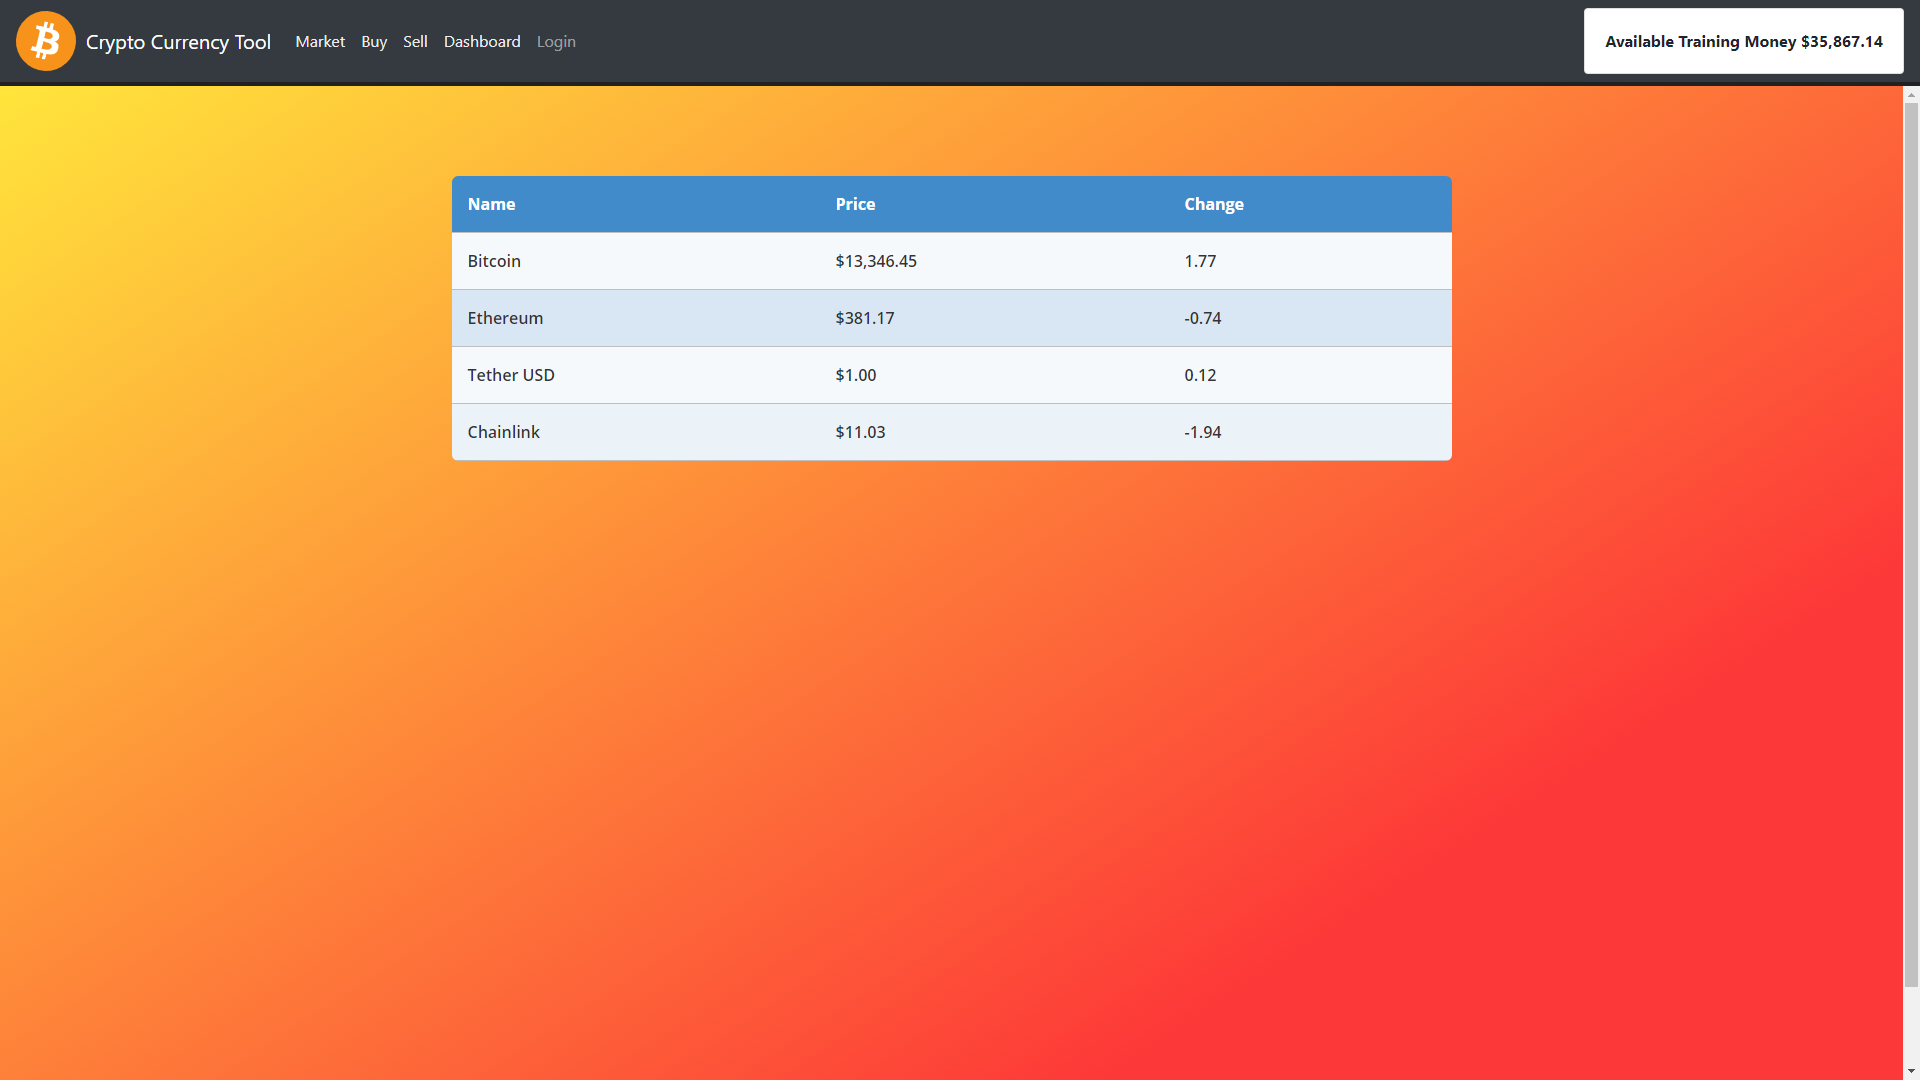 Crypto Currency Tool Market Buy Sell Dashboard Login Available Training Money $35,867.14
Name Price Change
Bitcoin $13,346.45 1.77
Ethereum $381.17 -0.74
Tether USD $1.00 0.12
Chainlink $11.03 -1.94